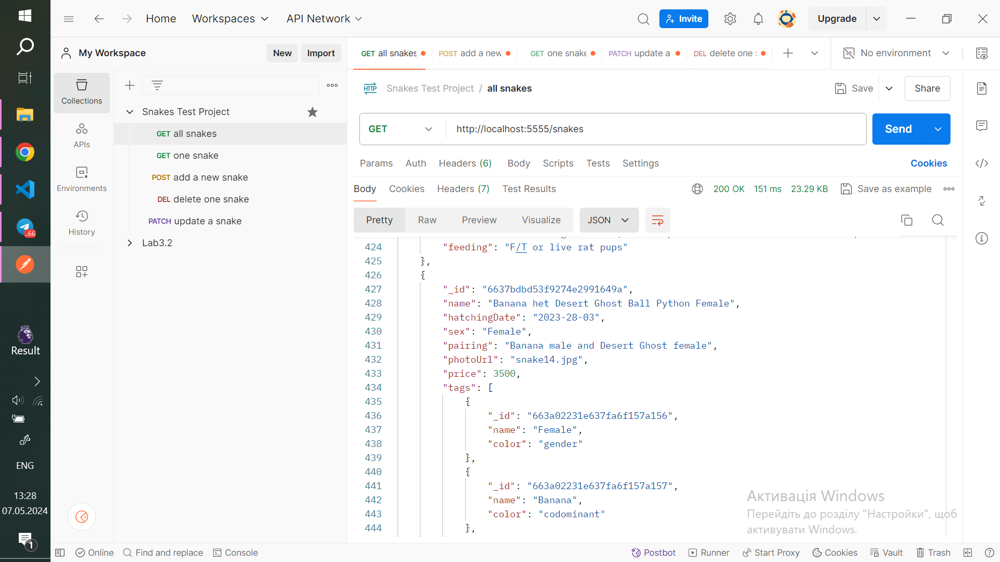 Home
Workspaces
API Network
Invite
Upgrade
My Workspace
New
Import
GET all snakes
POST add a new
GET one snake
PATCH update a
DEL delete one
No environment
Collections
APIs
Environments
History
Snakes Test Project
GET all snakes
GET one snake
POST add a new snake
DEL delete one snake
PATCH update a snake
Lab3.2
HTTP Snakes Test Project / all snakes
Save
Share
GET
http://localhost:5555/snakes
Send
Params Auth Headers (6) Body Scripts Tests Settings
Cookies
Body Cookies Headers (7) Test Results
200 OK 151 ms 23.29 KB
Save as example
Pretty Raw Preview Visualize
JSON
424 "feeding": "F/T or live rat pups"
425 },
426 {
427 "_id": "6637bdbd53f9274e2991649a",
428 "name": "Banana het Desert Ghost Ball Python Female",
429 "hatchingDate": "2023-28-03",
430 "sex": "Female",
431 "pairing": "Banana male and Desert Ghost female",
432 "photoUrl": "snake14.jpg",
433 "price": 3500,
434 "tags": [
435 {
436 "_id": "663a02231e637fa6f157a156",
437 "name": "Female",
438 "color": "gender"
439 },
440 {
441 "_id": "663a02231e637fa6f157a157",
442 "name": "Banana",
443 "color": "codominant"
444 },
Активація Windows
Перейдіть до розділу "Настройки", щоб
активувати Windows.
..66
Result
ENG
13:28
07.05.2024
1
Online
Find and replace
Console
Postbot
Runner
Start Proxy
Cookies
Vault
Trash